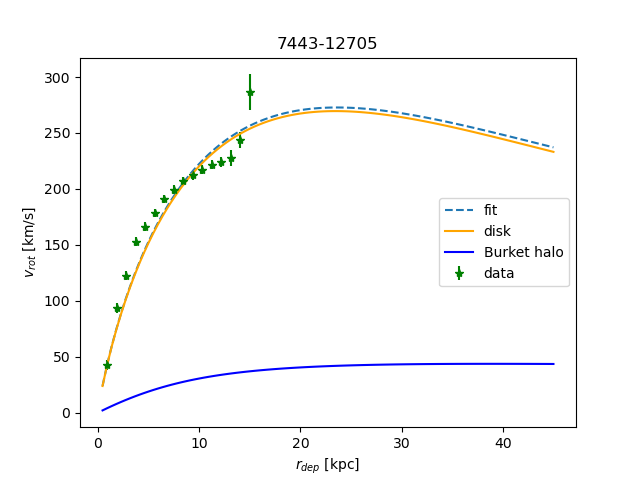 7443-12705
300
250
200
150
100
50
0
v_rot [km/s]
fit
disk
Burket halo
data
0 10 20 30 40
r_dep [kpc]